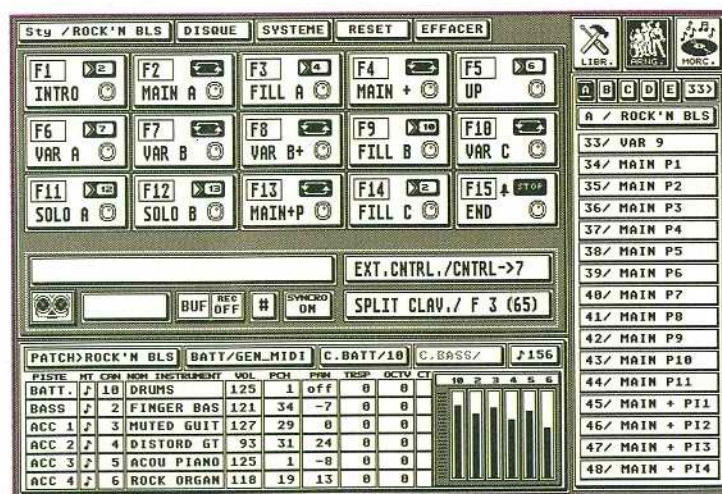 Sty /ROCK'N BLS DISQUE SYSTEME RESET EFFACER
LIBR. ARNG. MORC.
F1 2 F2 F3 4 F4 F5 6
INTRO MAIN A FILL A MAIN + UP
F6 7 F7 F8 F9 10 F10
VAR A VAR B VAR B+ FILL B VAR C
F11 12 F12 13 F13 F14 2 F15 STOP
SOLO A SOLO B MAIN+P FILL C END
EXT.CNTRL./CNTRL->7
BUF REC OFF # SYNCRO ON SPLIT CLAV./ F 3 (65)
A B C D E 33>
A / ROCK'N BLS
33/ VAR 9
34/ MAIN P1
35/ MAIN P2
36/ MAIN P3
37/ MAIN P4
38/ MAIN P5
39/ MAIN P6
40/ MAIN P7
41/ MAIN P8
42/ MAIN P9
43/ MAIN P10
44/ MAIN P11
45/ MAIN + PI1
46/ MAIN + PI2
47/ MAIN + PI3
48/ MAIN + PI4
PATCH>ROCK'N BLS BATT/GEN_MIDI C.BATT/10 C.BASS/ ♪156
PISTE MT CAN NOM INSTRUMENT VOL PCH PAN TRSP OCTV CT 10 2 3 4 5 6
BATT. ♪ 10 DRUMS 125 1 off 0 0
BASS ♪ 2 FINGER BAS 121 34 -7 0 0
ACC 1 ♪ 3 MUTED GUIT 127 29 0 0 0
ACC 2 ♪ 4 DISTORD GT 93 31 24 0 0
ACC 3 ♪ 5 ACOU PIANO 125 1 -8 0 0
ACC 4 ♪ 6 ROCK ORGAN 118 19 13 0 0